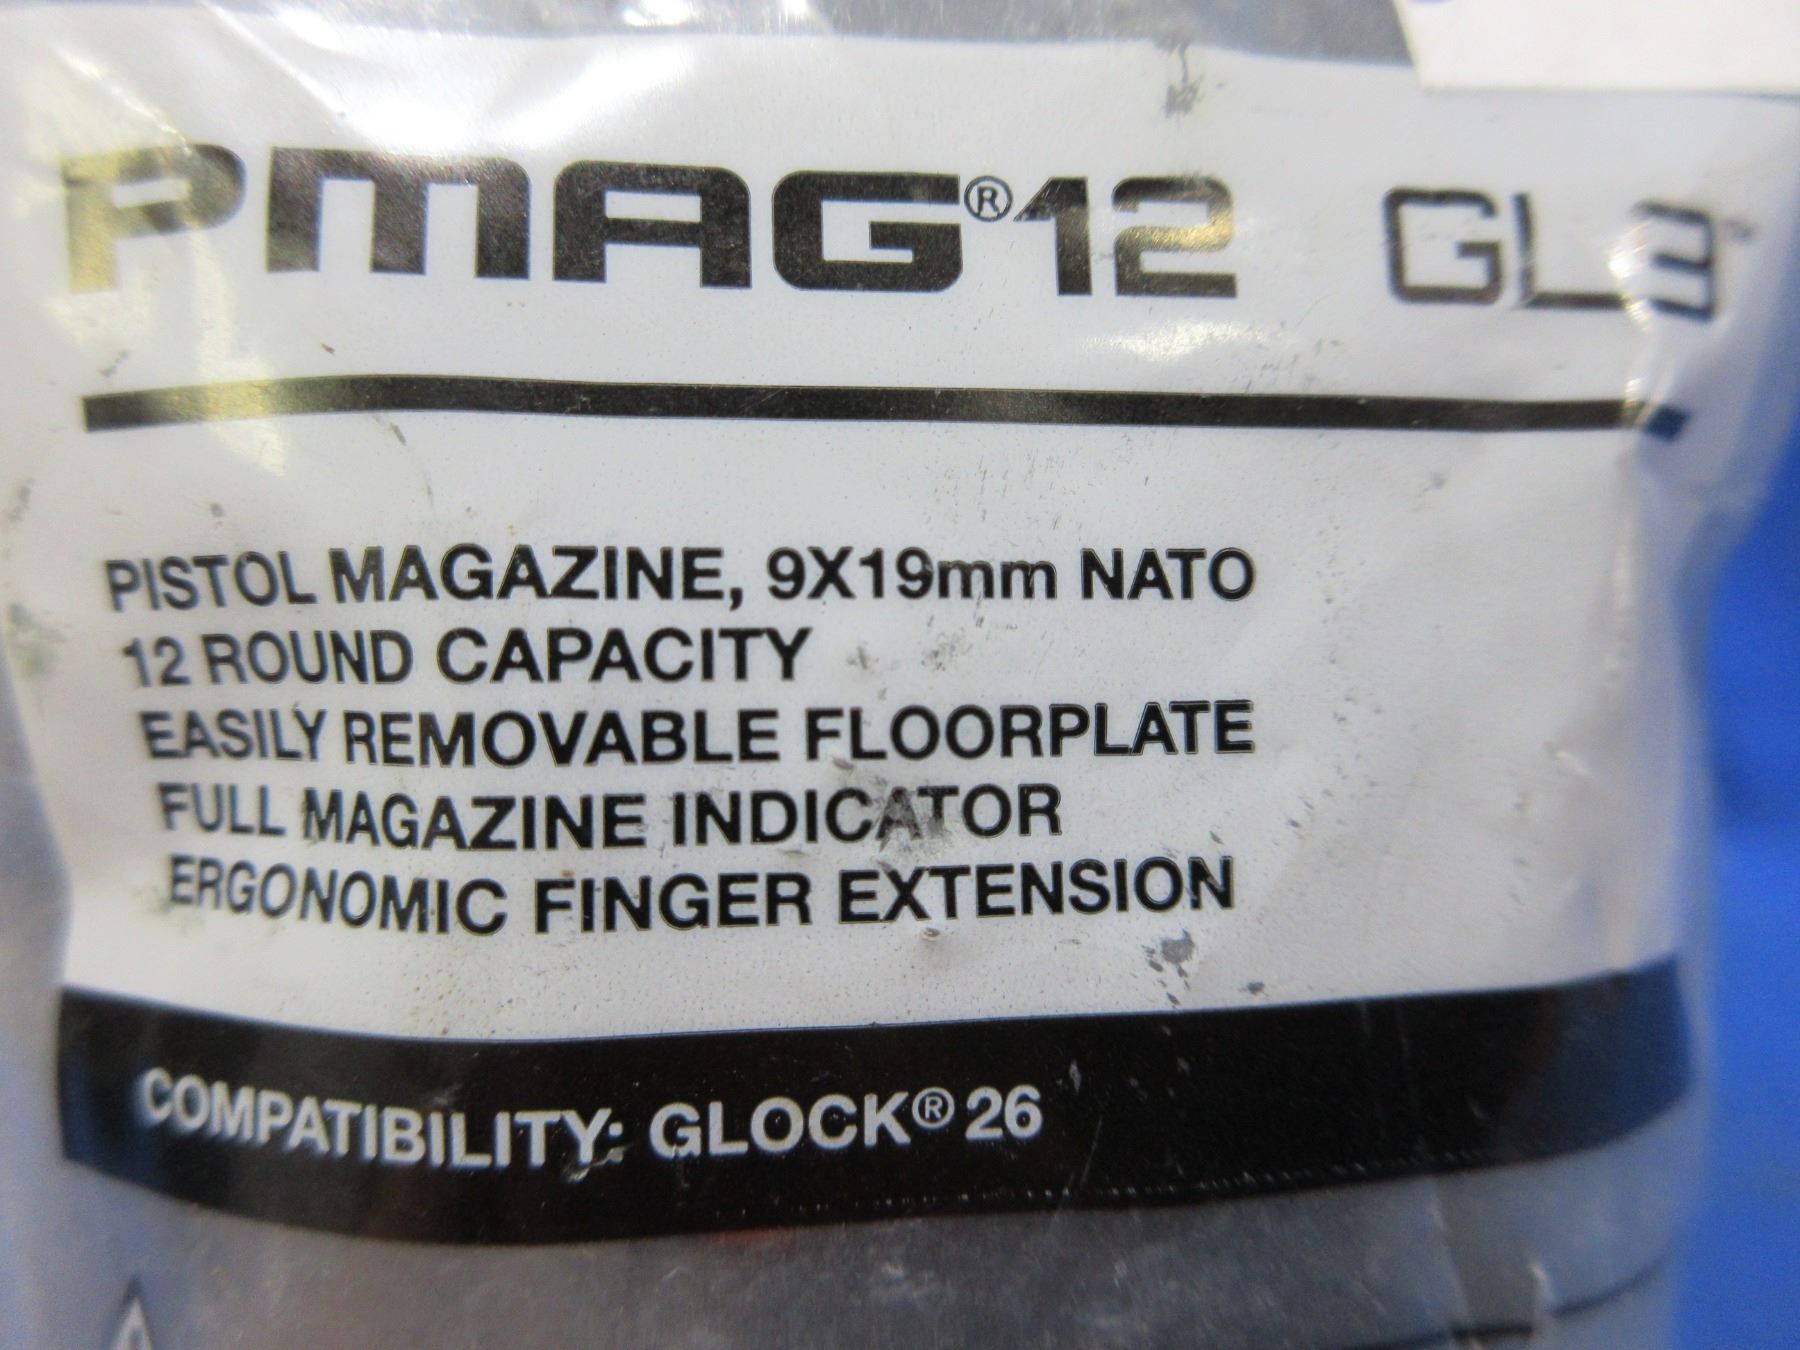 PMAG®12 GL3
PISTOL MAGAZINE, 9X19mm NATO
12 ROUND CAPACITY
EASILY REMOVABLE FLOORPLATE
FULL MAGAZINE INDICATOR
ERGONOMIC FINGER EXTENSION
COMPATIBILITY: GLOCK® 26